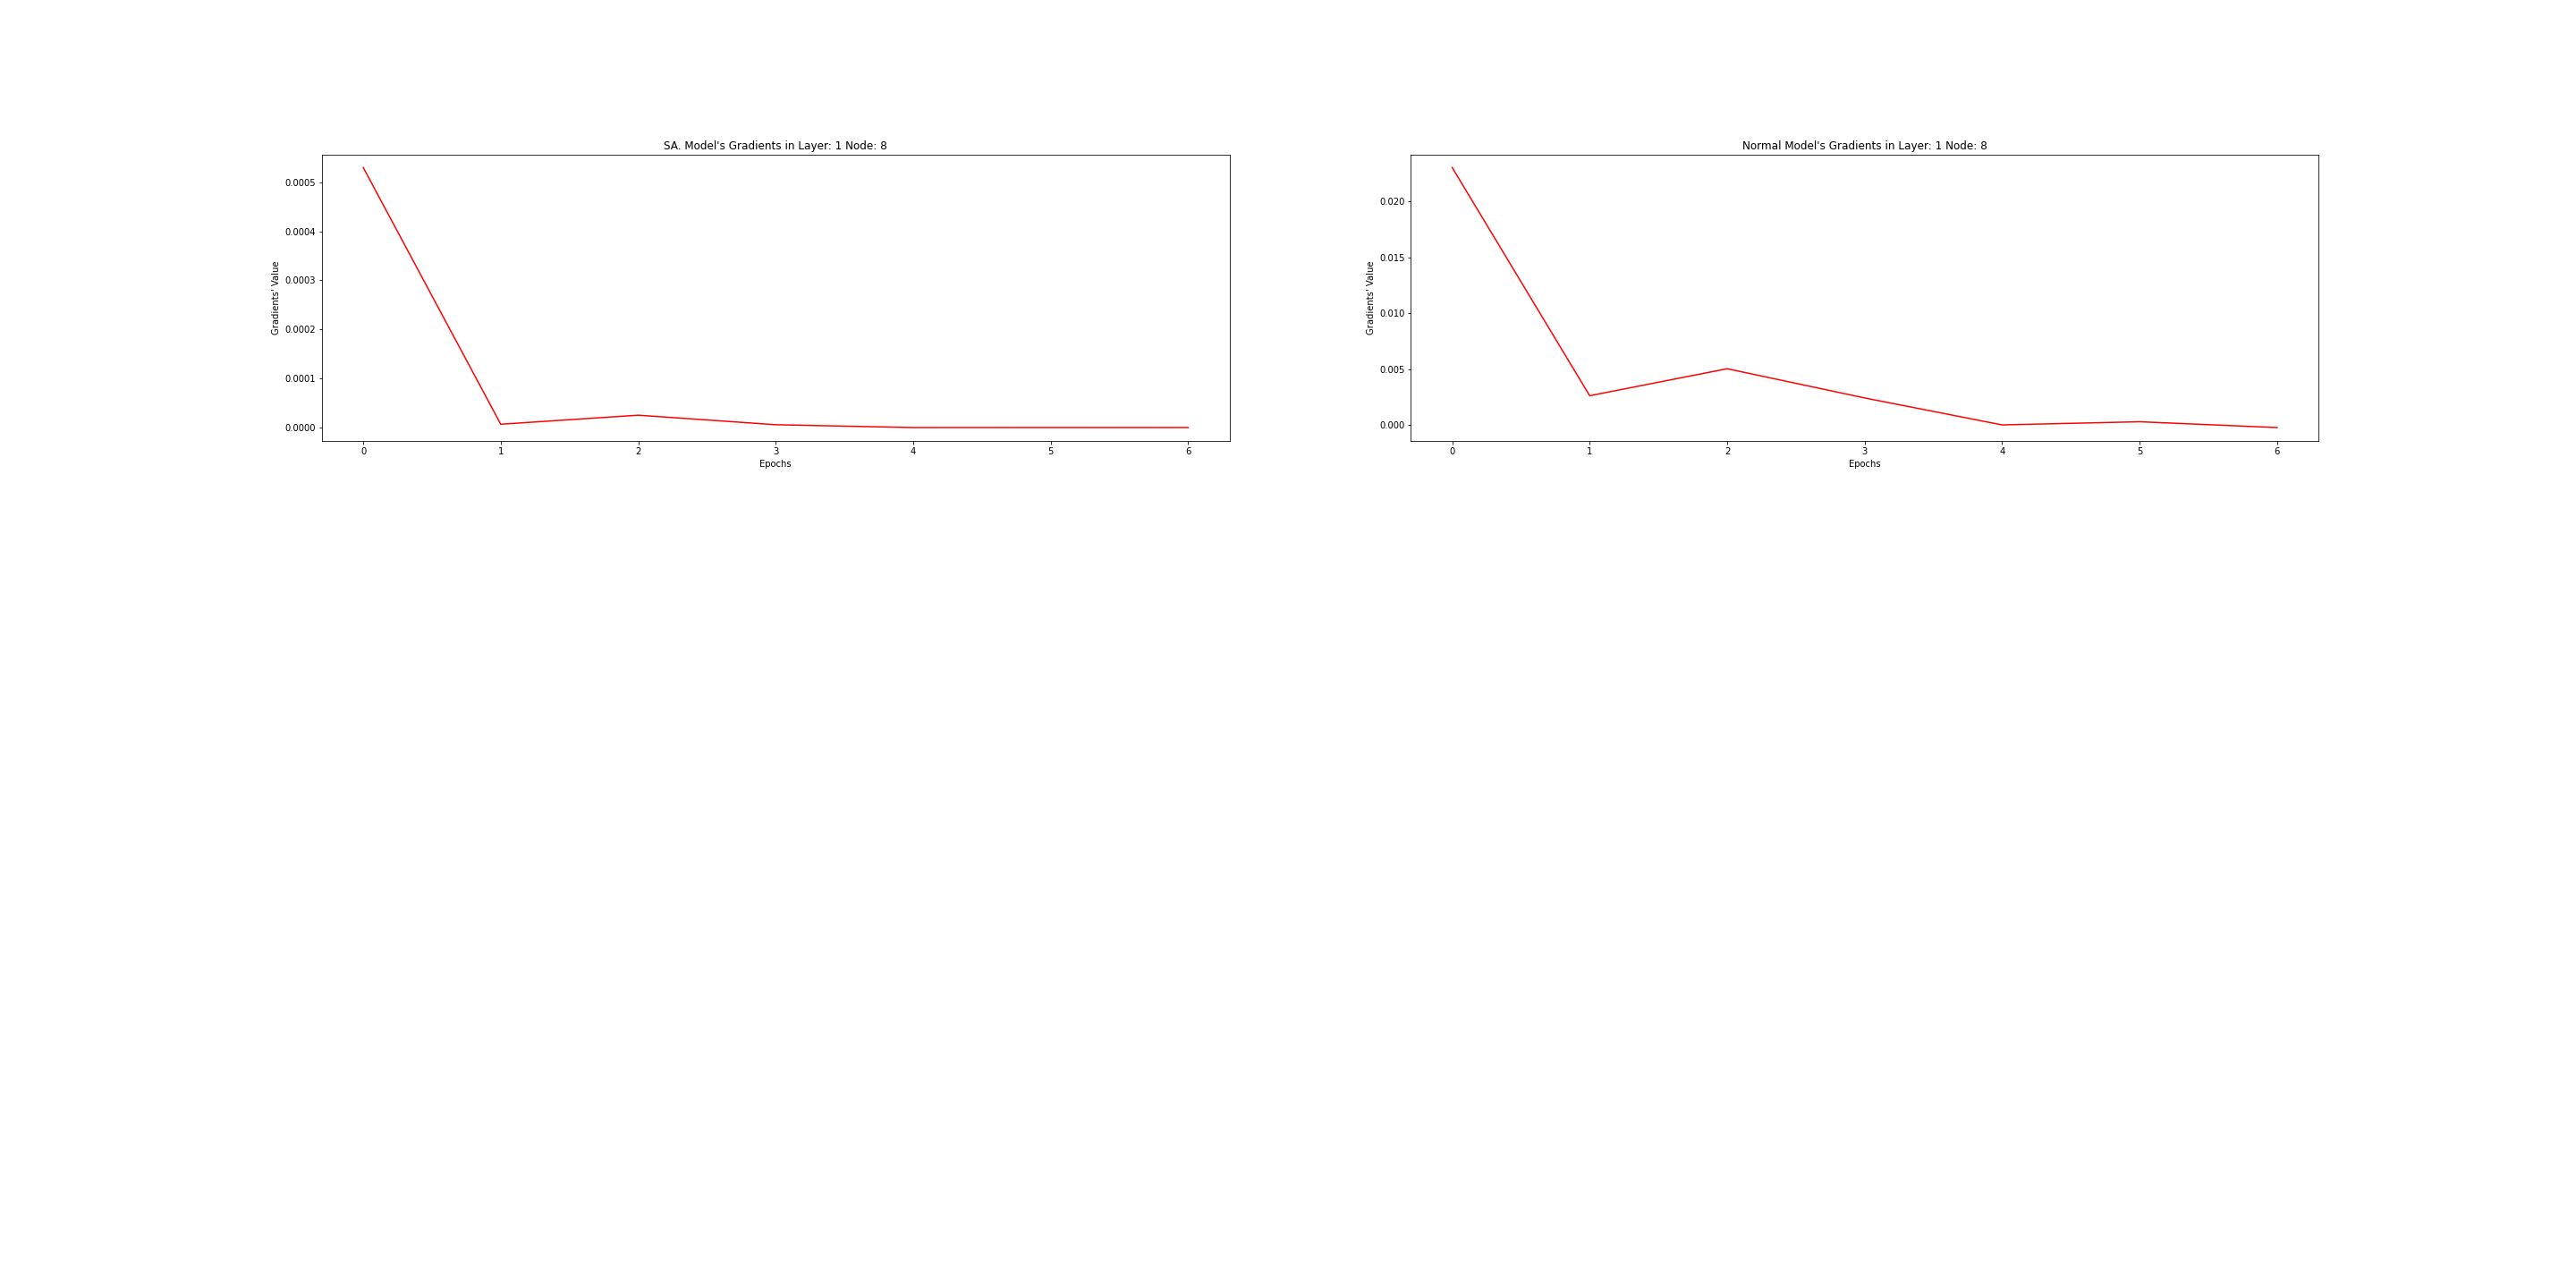 SA. Model's Gradients in Layer: 1 Node: 8
Gradients' Value
0.0005
0.0004
0.0003
0.0002
0.0001
0.0000
0 1 2 3 4 5 6
Epochs
Normal Model's Gradients in Layer: 1 Node: 8
Gradients' Value
0.020
0.015
0.010
0.005
0.000
0 1 2 3 4 5 6
Epochs